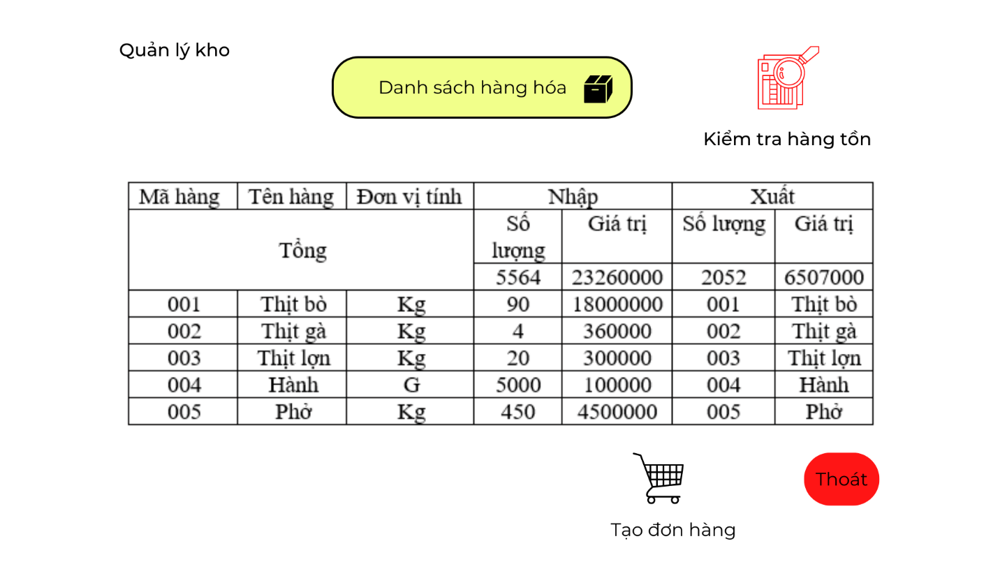 Quản lý kho
Danh sách hàng hóa
Kiểm tra hàng tồn
Mã hàng Tên hàng Đơn vị tính Nhập Xuất
Tổng
Số lượng Giá trị Số lượng Giá trị
5564 23260000 2052 6507000
001 Thịt bò Kg 90 18000000 001 Thịt bò
002 Thịt gà Kg 4 360000 002 Thịt gà
003 Thịt lợn Kg 20 300000 003 Thịt lợn
004 Hành G 5000 100000 004 Hành
005 Phở Kg 450 4500000 005 Phở
Thoát
Tạo đơn hàng